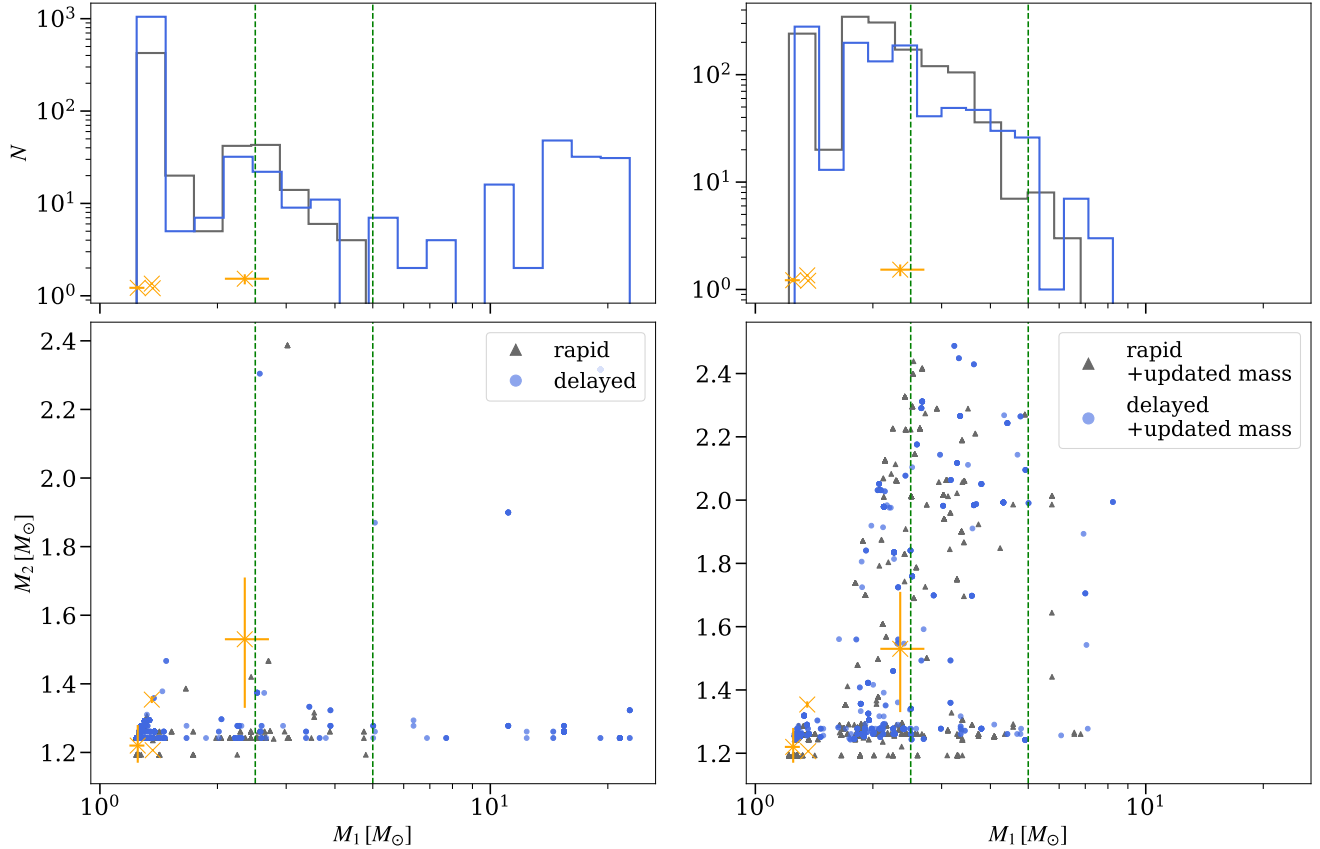 10³
10²
10¹
10⁰
N
10²
10¹
10⁰
2.4
2.2
2.0
1.8
1.6
1.4
1.2
M₂ [M⊙]
rapid
delayed
10⁰
10¹
M₁ [M⊙]
2.4
2.2
2.0
1.8
1.6
1.4
1.2
rapid
+updated mass
delayed
+updated mass
10⁰
10¹
M₁ [M⊙]